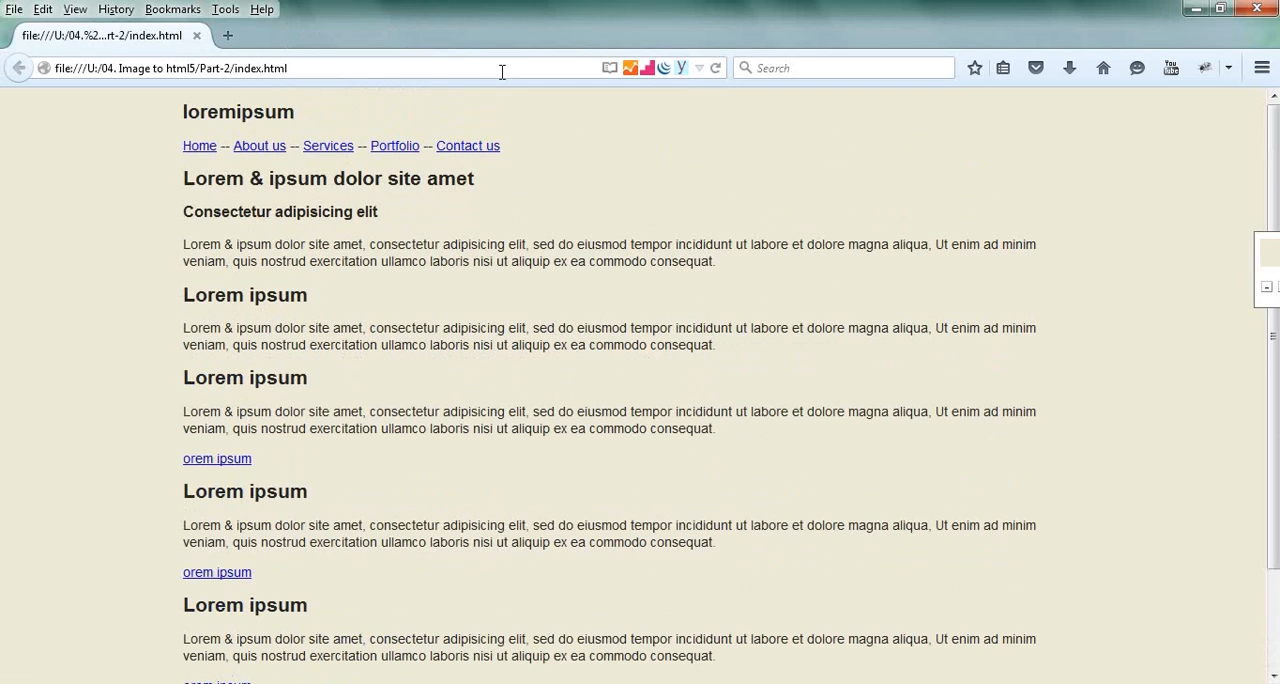 File Edit View History Bookmarks Tools Help
file:///U:/04.%2...rt-2/index.html
file:///U:/04. Image to html5/Part-2/index.html
Search
You
Tube
loremipsum
Home -- About us -- Services -- Portfolio -- Contact us
Lorem & ipsum dolor site amet
Consectetur adipisicing elit
Lorem & ipsum dolor site amet, consectetur adipisicing elit, sed do eiusmod tempor incididunt ut labore et dolore magna aliqua, Ut enim ad minim
veniam, quis nostrud exercitation ullamco laboris nisi ut aliquip ex ea commodo consequat.
Lorem ipsum
Lorem & ipsum dolor site amet, consectetur adipisicing elit, sed do eiusmod tempor incididunt ut labore et dolore magna aliqua, Ut enim ad minim
veniam, quis nostrud exercitation ullamco laboris nisi ut aliquip ex ea commodo consequat.
Lorem ipsum
Lorem & ipsum dolor site amet, consectetur adipisicing elit, sed do eiusmod tempor incididunt ut labore et dolore magna aliqua, Ut enim ad minim
veniam, quis nostrud exercitation ullamco laboris nisi ut aliquip ex ea commodo consequat.
orem ipsum
Lorem ipsum
Lorem & ipsum dolor site amet, consectetur adipisicing elit, sed do eiusmod tempor incididunt ut labore et dolore magna aliqua, Ut enim ad minim
veniam, quis nostrud exercitation ullamco laboris nisi ut aliquip ex ea commodo consequat.
orem ipsum
Lorem ipsum
Lorem & ipsum dolor site amet, consectetur adipisicing elit, sed do eiusmod tempor incididunt ut labore et dolore magna aliqua, Ut enim ad minim
veniam, quis nostrud exercitation ullamco laboris nisi ut aliquip ex ea commodo consequat.